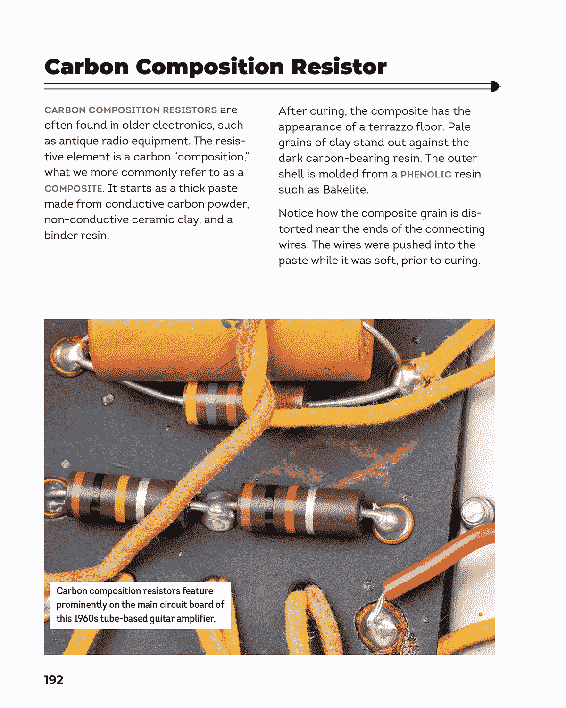 Carbon Composition Resistor
CARBON COMPOSITION RESISTORS are
often found in older electronics, such
as antique radio equipment. The resis-
tive element is a carbon “composition,”
what we more commonly refer to as a
COMPOSITE. It starts as a thick paste
made from conductive carbon powder,
non-conductive ceramic clay, and a
binder resin.
After curing, the composite has the
appearance of a terrazzo floor. Pale
grains of clay stand out against the
dark carbon-bearing resin. The outer
shell is molded from a PHENOLIC resin
such as Bakelite.
Notice how the composite grain is dis-
torted near the ends of the connecting
wires. The wires were pushed into the
paste while it was soft, prior to curing.
Carbon composition resistors feature
prominently on the main circuit board of
this 1960s tube-based guitar amplifier.
192